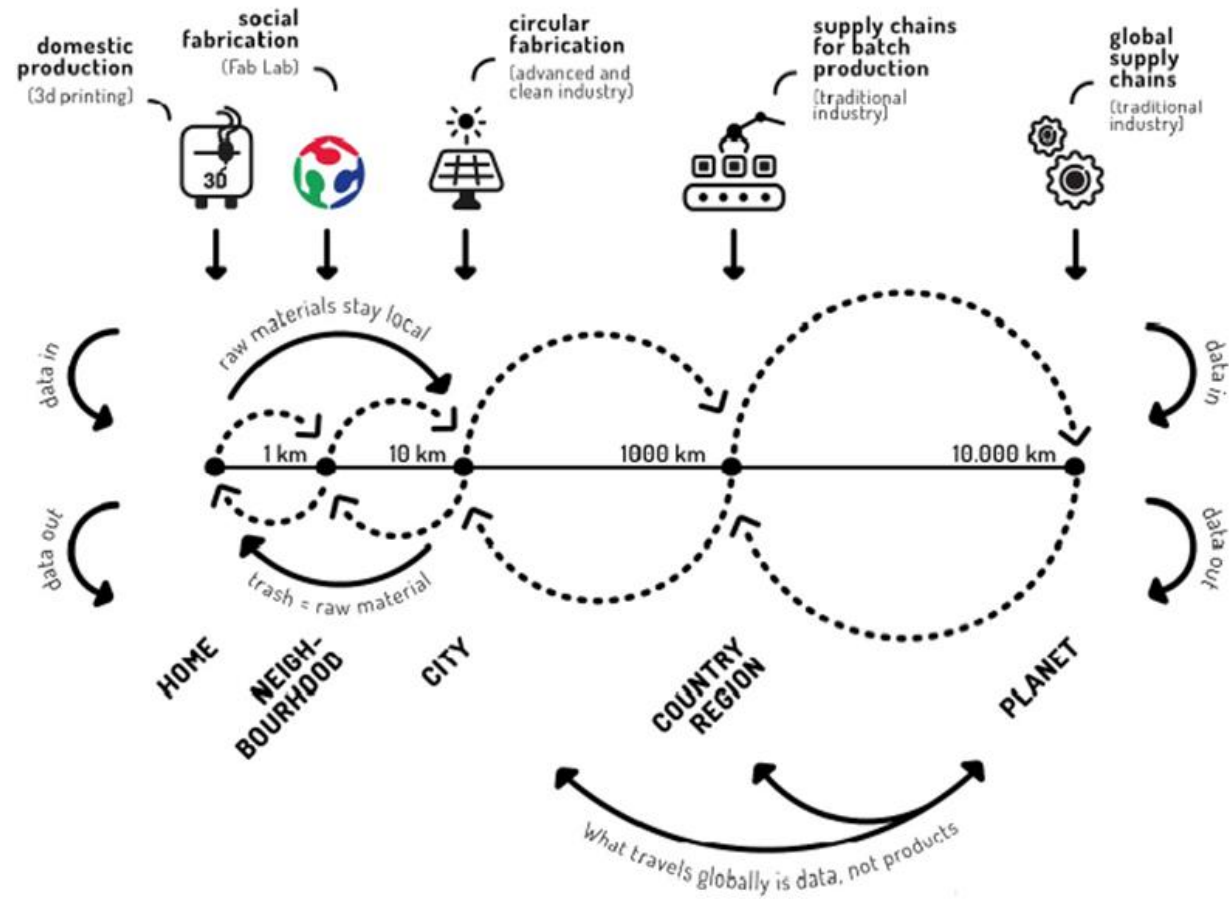 domestic
production
(3d printing)
social
fabrication
(Fab Lab)
circular
fabrication
(advanced and
clean industry)
supply chains
for batch
production
(traditional
industry)
global
supply
chains
(traditional
industry)
3D
raw materials stay local
data in
data in
1 km
10 km
1000 km
10.000 km
data out
data out
trash = raw material
HOME
NEIGH-
BOURHOOD
CITY
COUNTRY
REGION
PLANET
What travels globally is data, not products